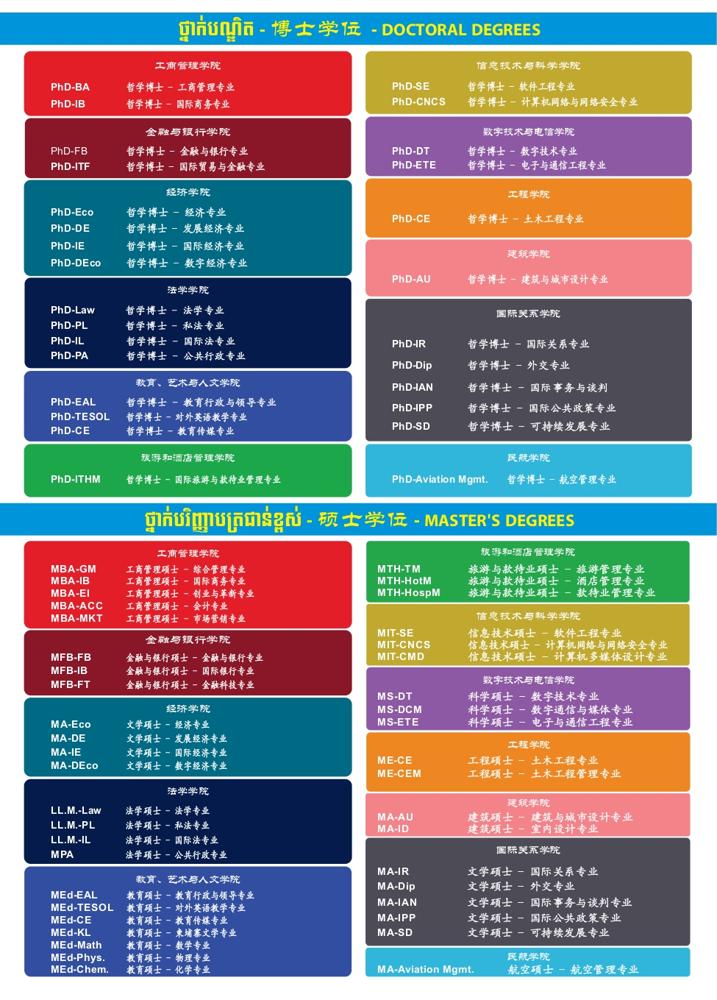 ថ្នាក់បណ្ឌិត - 博士学位 - DOCTORAL DEGREES
工商管理学院
PhD-BA 哲学博士 - 工商管理专业
PhD-IB 哲学博士 - 国际商务专业
金融与银行学院
PhD-FB 哲学博士 - 金融与银行专业
PhD-ITF 哲学博士 - 国际贸易与金融专业
经济学院
PhD-Eco 哲学博士 - 经济专业
PhD-DE 哲学博士 - 发展经济专业
PhD-IE 哲学博士 - 国际经济专业
PhD-DEco 哲学博士 - 数字经济专业
法学学院
PhD-Law 哲学博士 - 法学专业
PhD-PL 哲学博士 - 私法专业
PhD-IL 哲学博士 - 国际法专业
PhD-PA 哲学博士 - 公共行政专业
教育、艺术与人文学院
PhD-EAL 哲学博士 - 教育行政与领导专业
PhD-TESOL 哲学博士 - 对外英语教学专业
PhD-CE 哲学博士 - 教育传媒专业
旅游和酒店管理学院
PhD-ITHM 哲学博士 - 国际旅游与款待业管理专业
信息技术与科学学院
PhD-SE 哲学博士 - 软件工程专业
PhD-CNCS 哲学博士 - 计算机网络与网络安全专业
数字技术与电信学院
PhD-DT 哲学博士 - 数字技术专业
PhD-ETE 哲学博士 - 电子与通信工程专业
工程学院
PhD-CE 哲学博士 - 土木工程专业
建筑学院
PhD-AU 哲学博士 - 建筑与城市设计专业
国际关系学院
PhD-IR 哲学博士 - 国际关系专业
PhD-Dip 哲学博士 - 外交专业
PhD-IAN 哲学博士 - 国际事务与谈判
PhD-IPP 哲学博士 - 国际公共政策专业
PhD-SD 哲学博士 - 可持续发展专业
民航学院
PhD-Aviation Mgmt. 哲学博士 - 航空管理专业
ថ្នាក់បរិញ្ញាបត្រជាន់ខ្ពស់ - 硕士学位 - MASTER'S DEGREES
工商管理学院
MBA-GM 工商管理硕士 - 综合管理专业
MBA-IB 工商管理硕士 - 国际商务专业
MBA-EI 工商管理硕士 - 创业与革新专业
MBA-ACC 工商管理硕士 - 会计专业
MBA-MKT 工商管理硕士 - 市场营销专业
金融与银行学院
MFB-FB 金融与银行硕士 - 金融与银行专业
MFB-IB 金融与银行硕士 - 国际银行专业
MFB-FT 金融与银行硕士 - 金融科技专业
经济学院
MA-Eco 文学硕士 - 经济专业
MA-DE 文学硕士 - 发展经济专业
MA-IE 文学硕士 - 国际经济专业
MA-DEco 文学硕士 - 数字经济专业
法学学院
LL.M.-Law 法学硕士 - 法学专业
LL.M.-PL 法学硕士 - 私法专业
LL.M.-IL 法学硕士 - 国际法专业
MPA 法学硕士 - 公共行政专业
教育、艺术与人文学院
MEd-EAL 教育硕士 - 教育行政与领导专业
MEd-TESOL 教育硕士 - 对外英语教学专业
MEd-CE 教育硕士 - 教育传媒专业
MEd-KL 教育硕士 - 柬埔寨文学专业
MEd-Math 教育硕士 - 数学专业
MEd-Phys. 教育硕士 - 物理专业
MEd-Chem. 教育硕士 - 化学专业
旅游和酒店管理学院
MTH-TM 旅游与款待业硕士 - 旅游管理专业
MTH-HotM 旅游与款待业硕士 - 酒店管理专业
MTH-HospM 旅游与款待业硕士 - 款待业管理专业
信息技术与科学学院
MIT-SE 信息技术硕士 - 软件工程专业
MIT-CNCS 信息技术硕士 - 计算机网络与网络安全专业
MIT-CMD 信息技术硕士 - 计算机多媒体设计专业
数字技术与电信学院
MS-DT 科学硕士 - 数字技术专业
MS-DCM 科学硕士 - 数字通信与媒体专业
MS-ETE 科学硕士 - 电子与通信工程专业
工程学院
ME-CE 工程硕士 - 土木工程专业
ME-CEM 工程硕士 - 土木工程管理专业
建筑学院
MA-AU 建筑硕士 - 建筑与城市设计专业
MA-ID 建筑硕士 - 室内设计专业
国际关系学院
MA-IR 文学硕士 - 国际关系专业
MA-Dip 文学硕士 - 外交专业
MA-IAN 文学硕士 - 国际事务与谈判专业
MA-IPP 文学硕士 - 国际公共政策专业
MA-SD 文学硕士 - 可持续发展专业
民航学院
MA-Aviation Mgmt. 航空硕士 - 航空管理专业